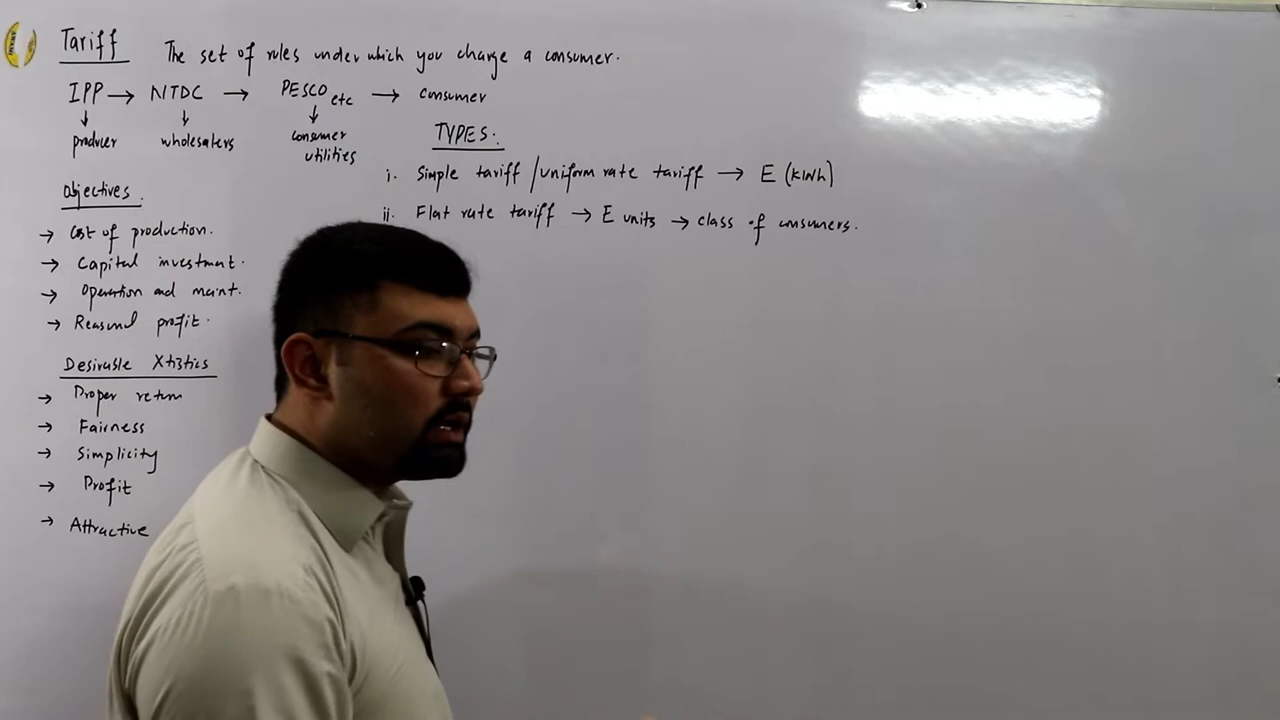 Tariff The set of rules under which you charge a consumer.
IPP → NTDC → PESCO etc → consumer
↓ ↓ ↓
producer wholesalers consumer utilities
Objectives.
→ Cost of production.
→ Capital investment.
→ Operation and maint.
→ Reasonal profit.
Desirable Xtistics
→ Proper return
→ Fairness
→ Simplicity
→ Profit
→ Attractive
TYPES:
i. Simple tariff / uniform rate tariff → E (kWh)
ii. Flat rate tariff → E units → class of consumers.